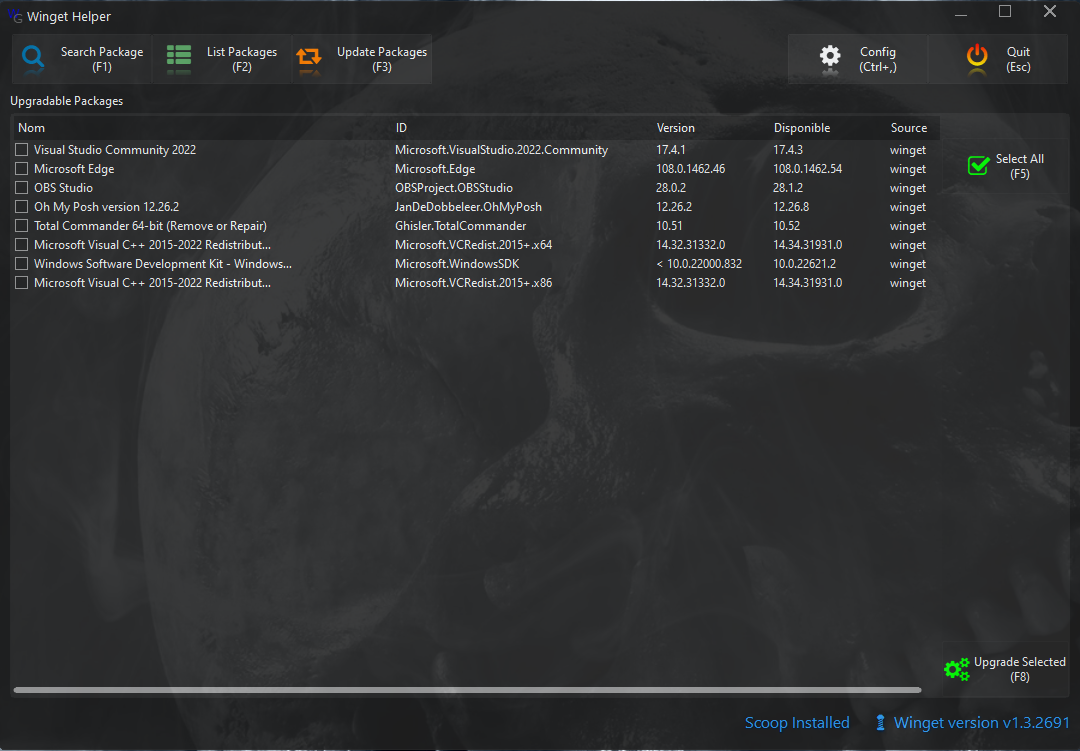 Winget Helper
Search Package
(F1)
List Packages
(F2)
Update Packages
(F3)
Config
(Ctrl+,)
Quit
(Esc)
Upgradable Packages
Nom ID Version Disponible Source
Visual Studio Community 2022 Microsoft.VisualStudio.2022.Community 17.4.1 17.4.3 winget
Microsoft Edge Microsoft.Edge 108.0.1462.46 108.0.1462.54 winget
OBS Studio OBSProject.OBSStudio 28.0.2 28.1.2 winget
Oh My Posh version 12.26.2 JanDeDobbeleer.OhMyPosh 12.26.2 12.26.8 winget
Total Commander 64-bit (Remove or Repair) Ghisler.TotalCommander 10.51 10.52 winget
Microsoft Visual C++ 2015-2022 Redistribut... Microsoft.VCRedist.2015+.x64 14.32.31332.0 14.34.31931.0 winget
Windows Software Development Kit - Windows... Microsoft.WindowsSDK < 10.0.22000.832 10.0.22621.2 winget
Microsoft Visual C++ 2015-2022 Redistribut... Microsoft.VCRedist.2015+.x86 14.32.31332.0 14.34.31931.0 winget
Select All
(F5)
Upgrade Selected
(F8)
Scoop Installed
Winget version v1.3.2691